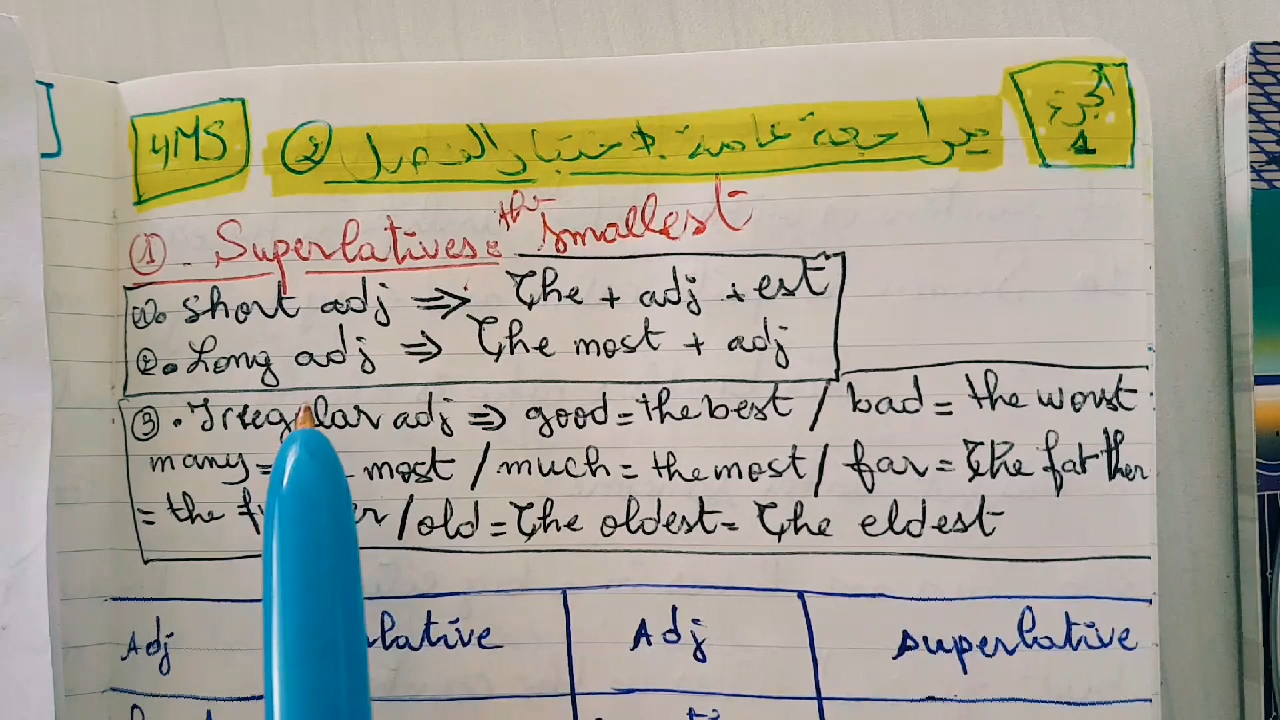 4MS مراجعة عامة لاختبار الفصل ② الجزء 1
① . Superlatives: the smallest
①. short adj ⇒ The + adj + est
②. Long adj ⇒ The most + adj
③. Irregular adj ⇒ good = the best / bad = the worst
many = most / much = the most / far = The farther
= the / old = The oldest = The eldest
Adj Adj superlative